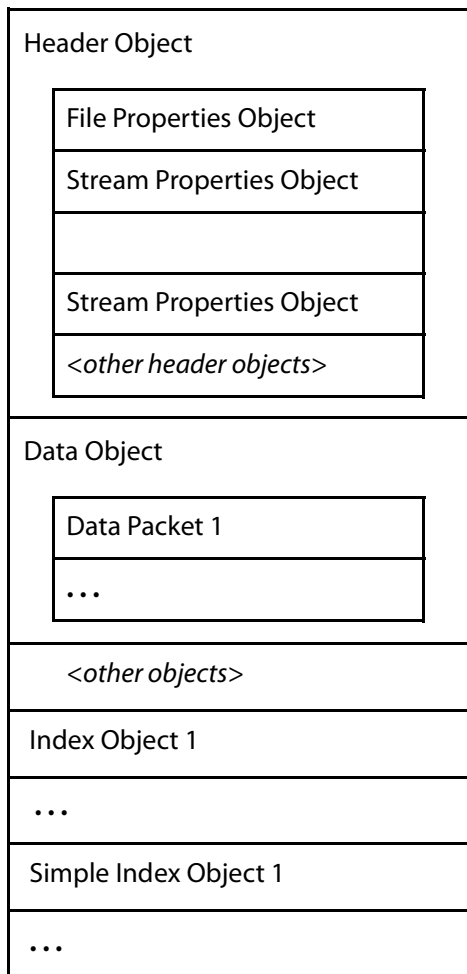 Header Object
File Properties Object
Stream Properties Object
Stream Properties Object
<other header objects>
Data Object
Data Packet 1
...
<other objects>
Index Object 1
...
Simple Index Object 1
...